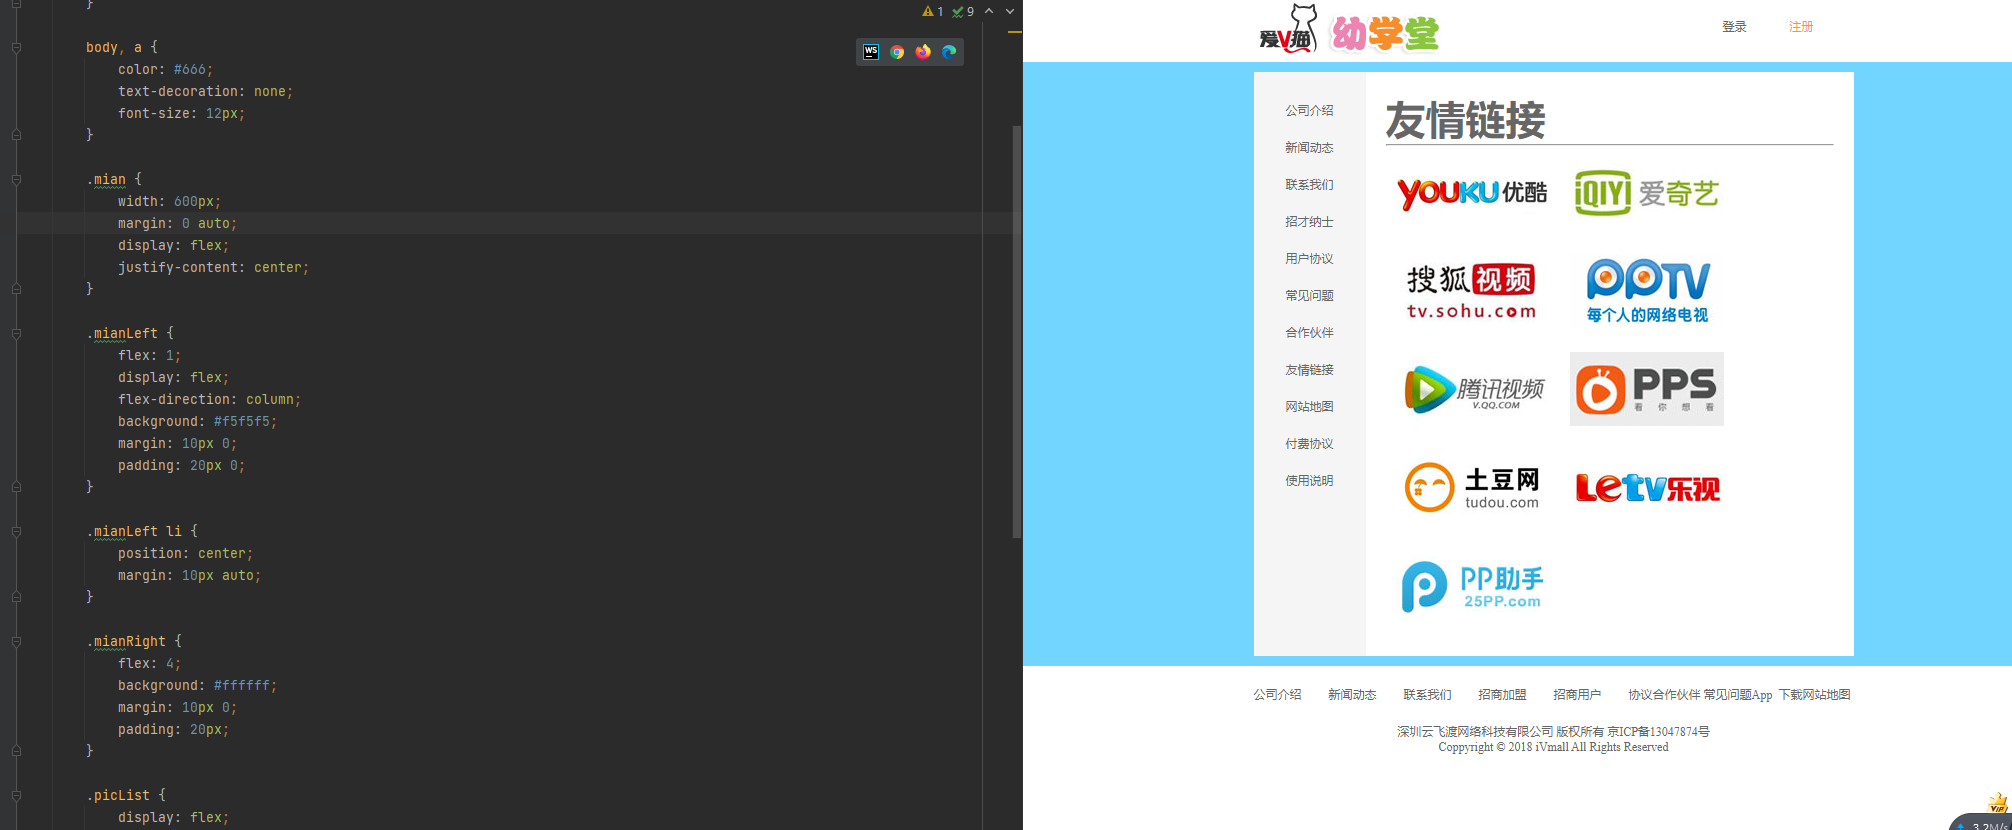 }
body, a {
color: #666;
text-decoration: none;
font-size: 12px;
}
.mian {
width: 600px;
margin: 0 auto;
display: flex;
justify-content: center;
}
.mianLeft {
flex: 1;
display: flex;
flex-direction: column;
background: #f5f5f5;
margin: 10px 0;
padding: 20px 0;
}
.mianLeft li {
position: center;
margin: 10px auto;
}
.mianRight {
flex: 4;
background: #ffffff;
margin: 10px 0;
padding: 20px;
}
.picList {
display: flex;
1 9
WS
爱V猫 幼学堂
登录 注册
公司介绍
新闻动态
联系我们
招才纳士
用户协议
常见问题
合作伙伴
友情链接
网站地图
付费协议
使用说明
友情链接
YOUKU 优酷
iQIYI 爱奇艺
搜狐视频
tv.sohu.com
PPTV
每个人的网络电视
腾讯视频
V.QQ.COM
PPS
看你想看
土豆网
tudou.com
Letv乐视
PP助手
25PP.com
公司介绍 新闻动态 联系我们 招商加盟 招商用户 协议合作伙伴 常见问题App 下载网站地图
深圳云飞渡网络科技有限公司 版权所有 京ICP备13047874号
Coppyright © 2018 iVmall All Rights Reserved
VIP
3.2M/s